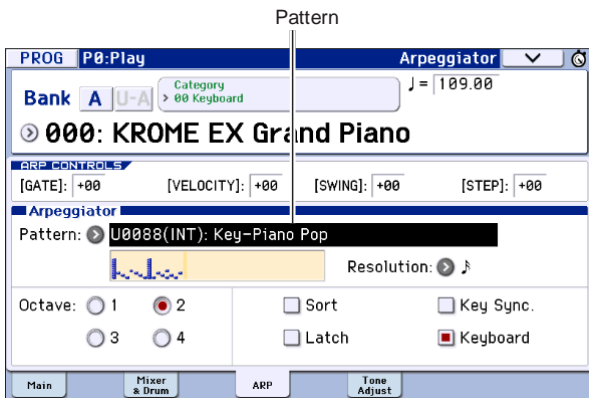 Pattern
PROG P0:Play Arpeggiator
Category
Bank A U-A 00 Keyboard ♩= 109.00
000: KROME EX Grand Piano
ARP CONTROLS
[GATE]: +00 [VELOCITY]: +00 [SWING]: +00 [STEP]: +00
Arpeggiator
Pattern: U0088(INT): Key-Piano Pop
Resolution:
Octave: 1 2 Sort Key Sync.
3 4 Latch Keyboard
Main Mixer & Drum ARP Tone Adjust